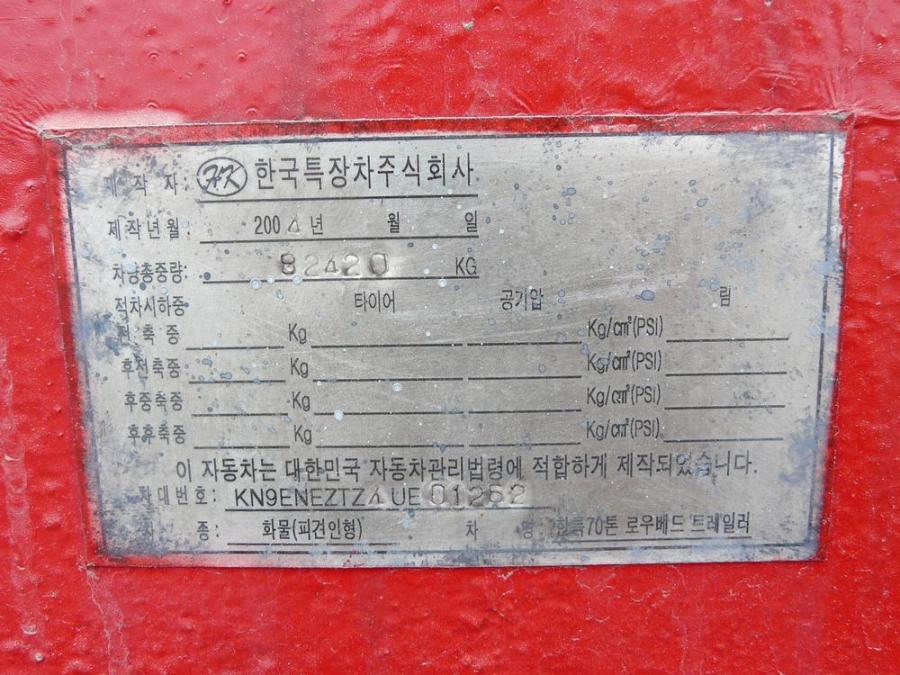 제작자: HK 한국특장차주식회사
제작년월: 2004년 월 일
차량총중량: 82420 KG
적차시하중 타이어 공기압 림
전축중 Kg Kg/cm²(PSI)
후전축중 Kg Kg/cm²(PSI)
후중축중 Kg Kg/cm²(PSI)
후후축중 Kg Kg/cm²(PSI)
이 자동차는 대한민국 자동차관리법령에 적합하게 제작되었습니다.
차대번호: KN9ENEZTZ4UE01262
차종: 화물(피견인형) 차명: 한특70톤 로우베드 트레일러